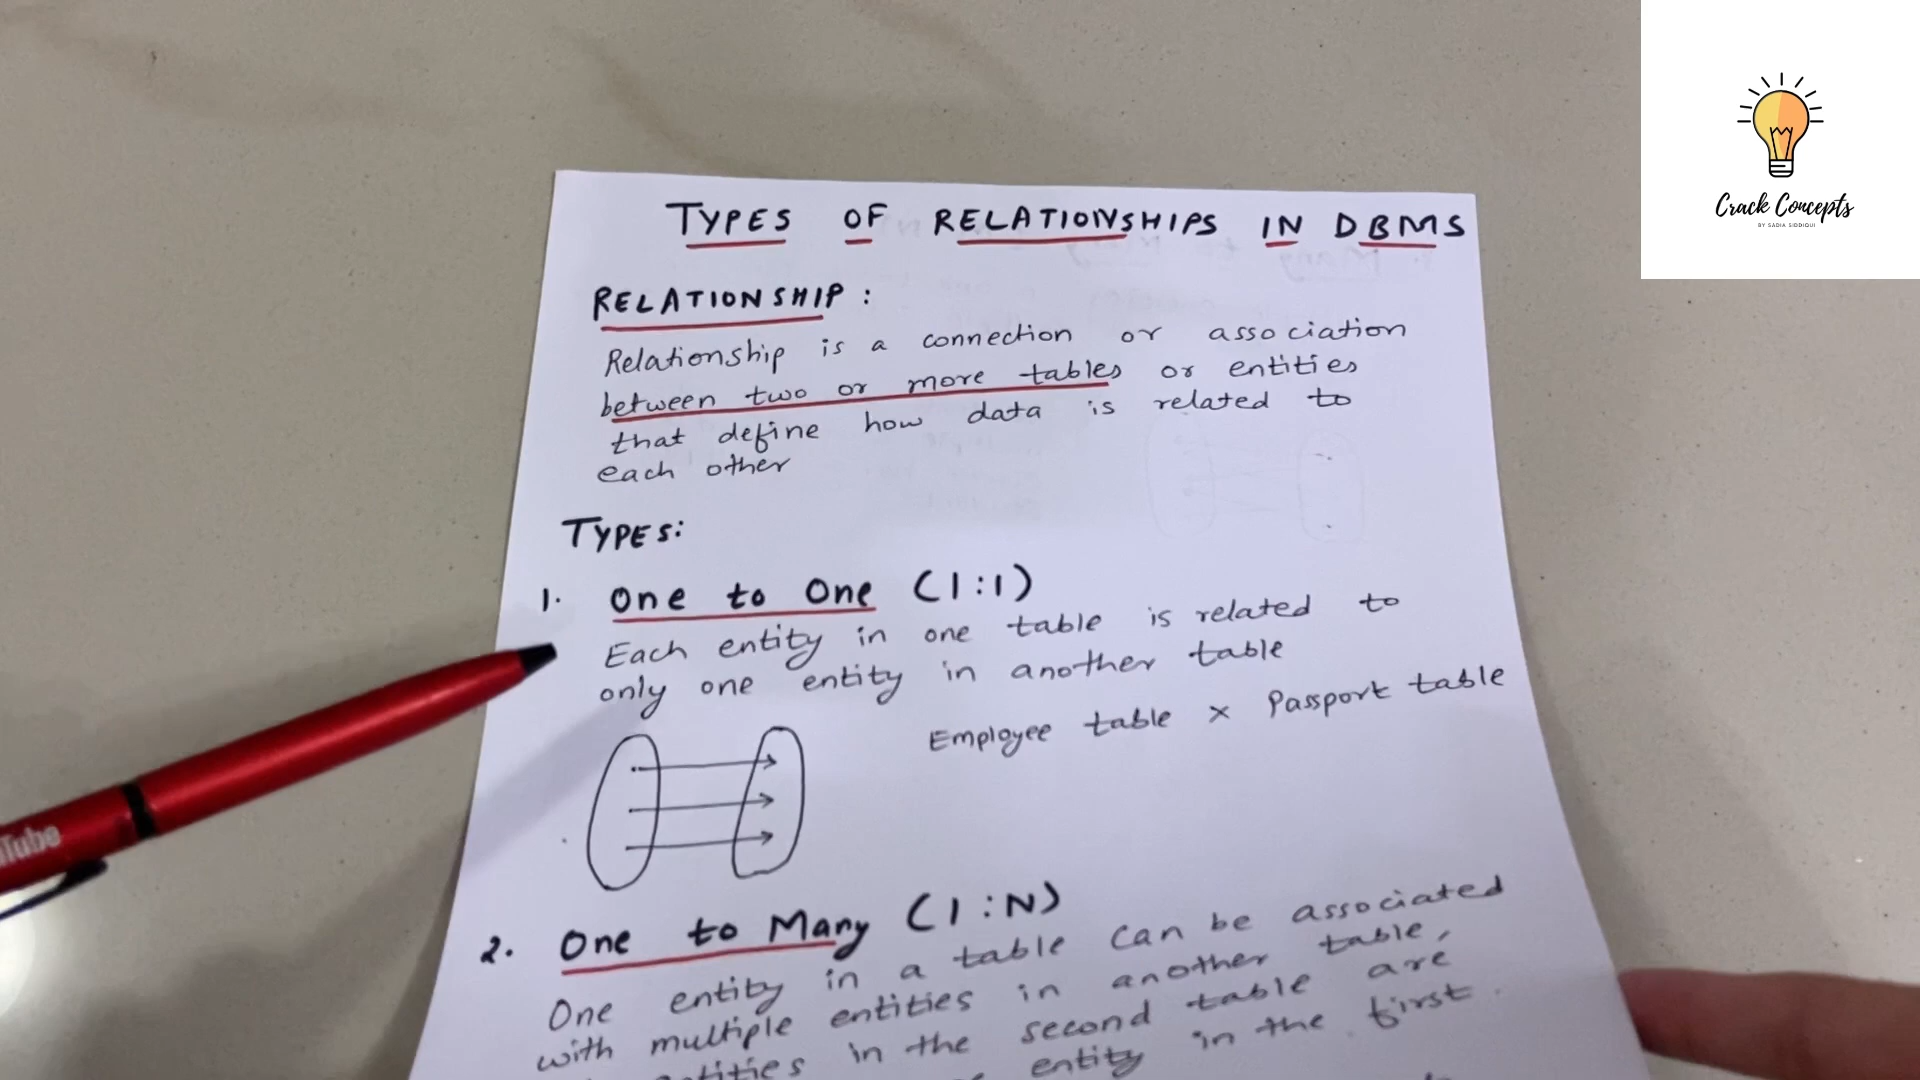 TYPES OF RELATIONSHIPS IN DBMS
RELATIONSHIP :
Relationship is a connection or association
between two or more tables or entities
that define how data is related to
each other
TYPES:
1. One to One (1:1)
Each entity in one table is related to
only one entity in another table
Employee table x Passport table
2. One to Many (1:N)
One entity in a table can be associated
with multiple entities in another table,
entities in the second table are
entity in the first.
Crack Concepts
BY SADIA SIDDIQUI
Tube